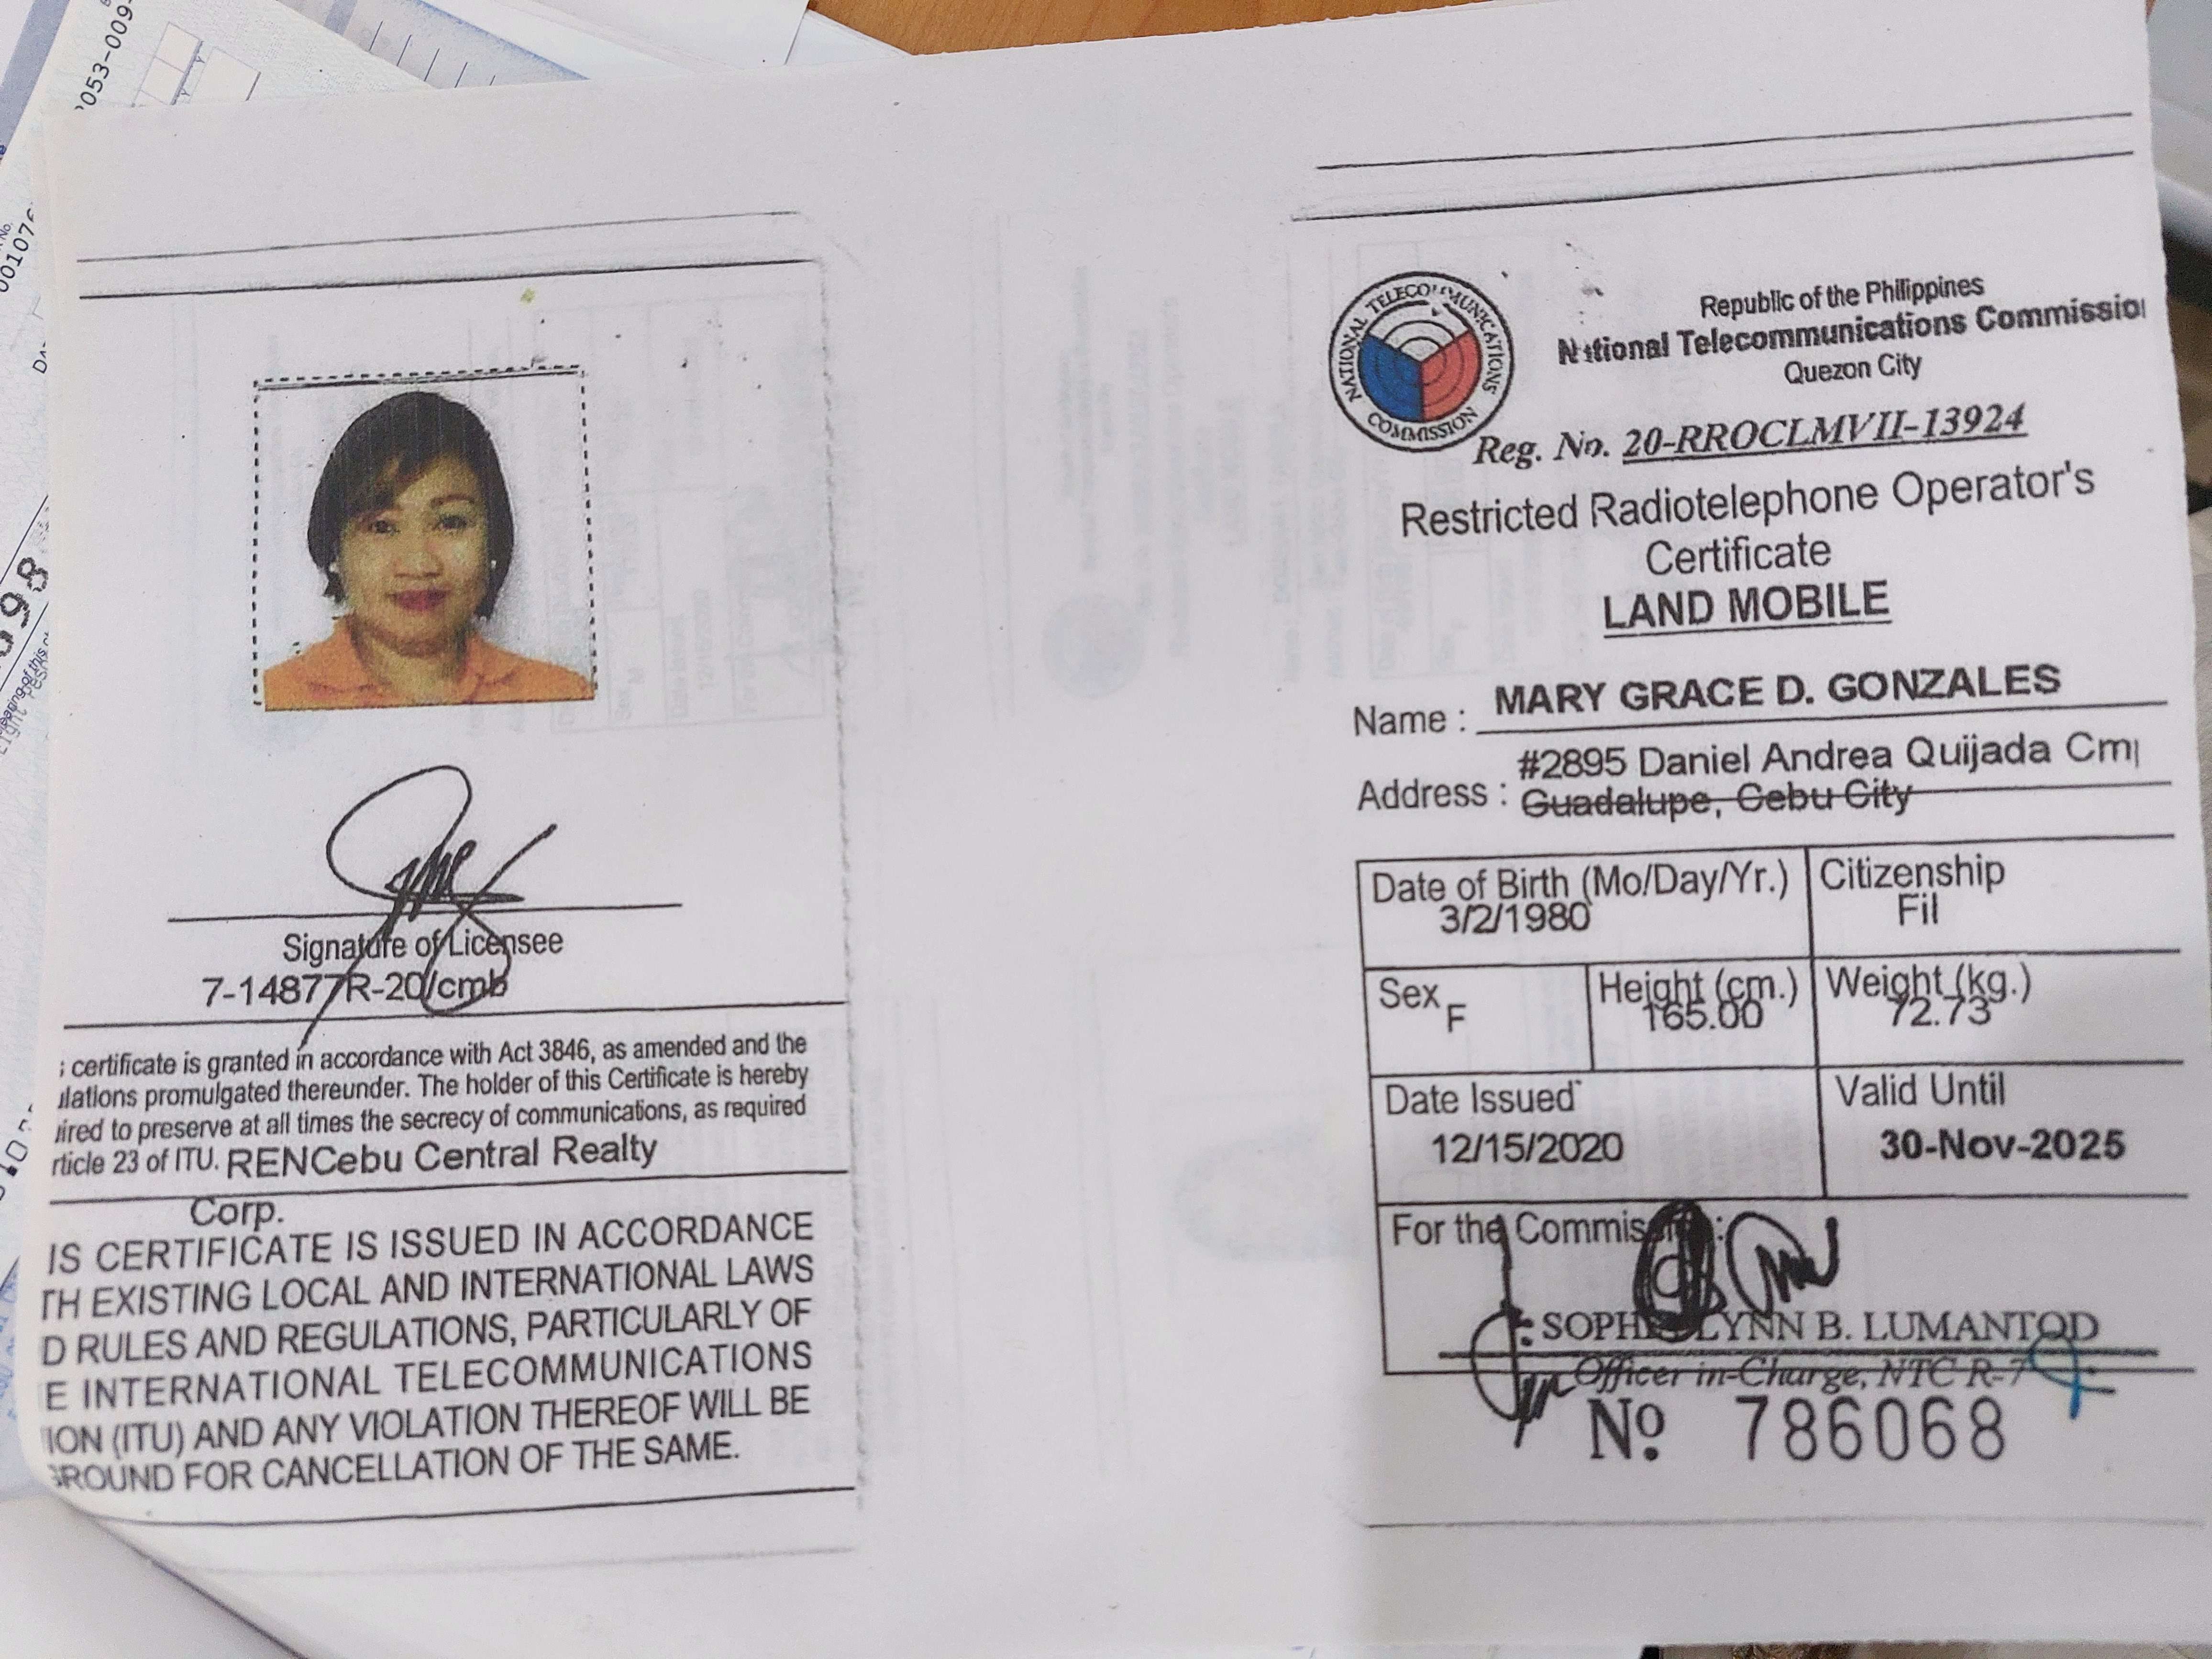 053-009
001076
698
Signature of Licensee
7-14877R-20/cmb
certificate is granted in accordance with Act 3846, as amended and the
lations promulgated thereunder. The holder of this Certificate is hereby
ired to preserve at all times the secrecy of communications, as required
rticle 23 of ITU. RENCebu Central Realty
Corp.
IS CERTIFICATE IS ISSUED IN ACCORDANCE
TH EXISTING LOCAL AND INTERNATIONAL LAWS
D RULES AND REGULATIONS, PARTICULARLY OF
E INTERNATIONAL TELECOMMUNICATIONS
ION (ITU) AND ANY VIOLATION THEREOF WILL BE
GROUND FOR CANCELLATION OF THE SAME.
NATIONAL TELECOMMUNICATIONS COMMISSION
Republic of the Philippines
National Telecommunications Commission
Quezon City
Reg. No. 20-RROCLMVII-13924
Restricted Radiotelephone Operator's
Certificate
LAND MOBILE
Name : MARY GRACE D. GONZALES
#2895 Daniel Andrea Quijada Cm
Address : Guadalupe, Cebu City
Date of Birth (Mo/Day/Yr.) Citizenship
3/2/1980 Fil
Sex Height (cm.) Weight (kg.)
F 165.00 72.73
Date Issued Valid Until
12/15/2020 30-Nov-2025
For the Commission :
LYNN B. LUMANTOD
Officer in-Charge, NTC R-7
Nº 786068